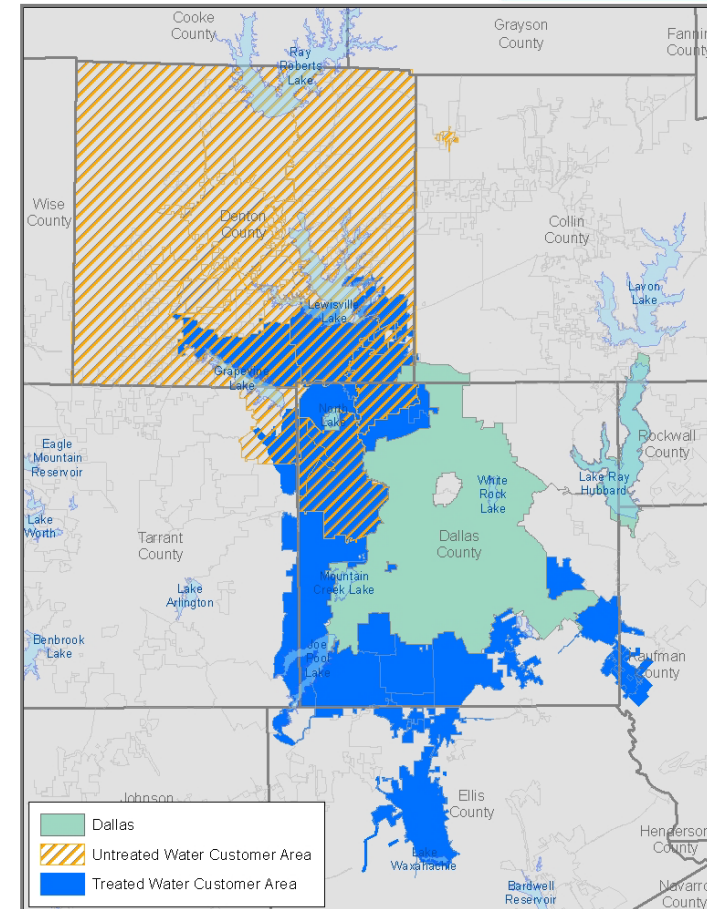 Cooke
County
Grayson
County
Fannin
County
Ray
Roberts
Lake
Wise
County
Denton
County
Collin
County
Lewisville
Lake
Lavon
Lake
Grapevine
Lake
North
Lake
Eagle
Mountain
Reservoir
Rockwall
County
White
Rock
Lake
Lake Ray
Hubbard
Lake
Worth
Tarrant
County
Dallas
County
Mountain
Creek Lake
Lake
Arlington
Benbrook
Lake
Joe
Pool
Lake
Kaufman
County
Johnson
Ellis
County
Henderson
County
Lake
Waxahachie
Bardwell
Reservoir
Navarro
County
Dallas
Untreated Water Customer Area
Treated Water Customer Area